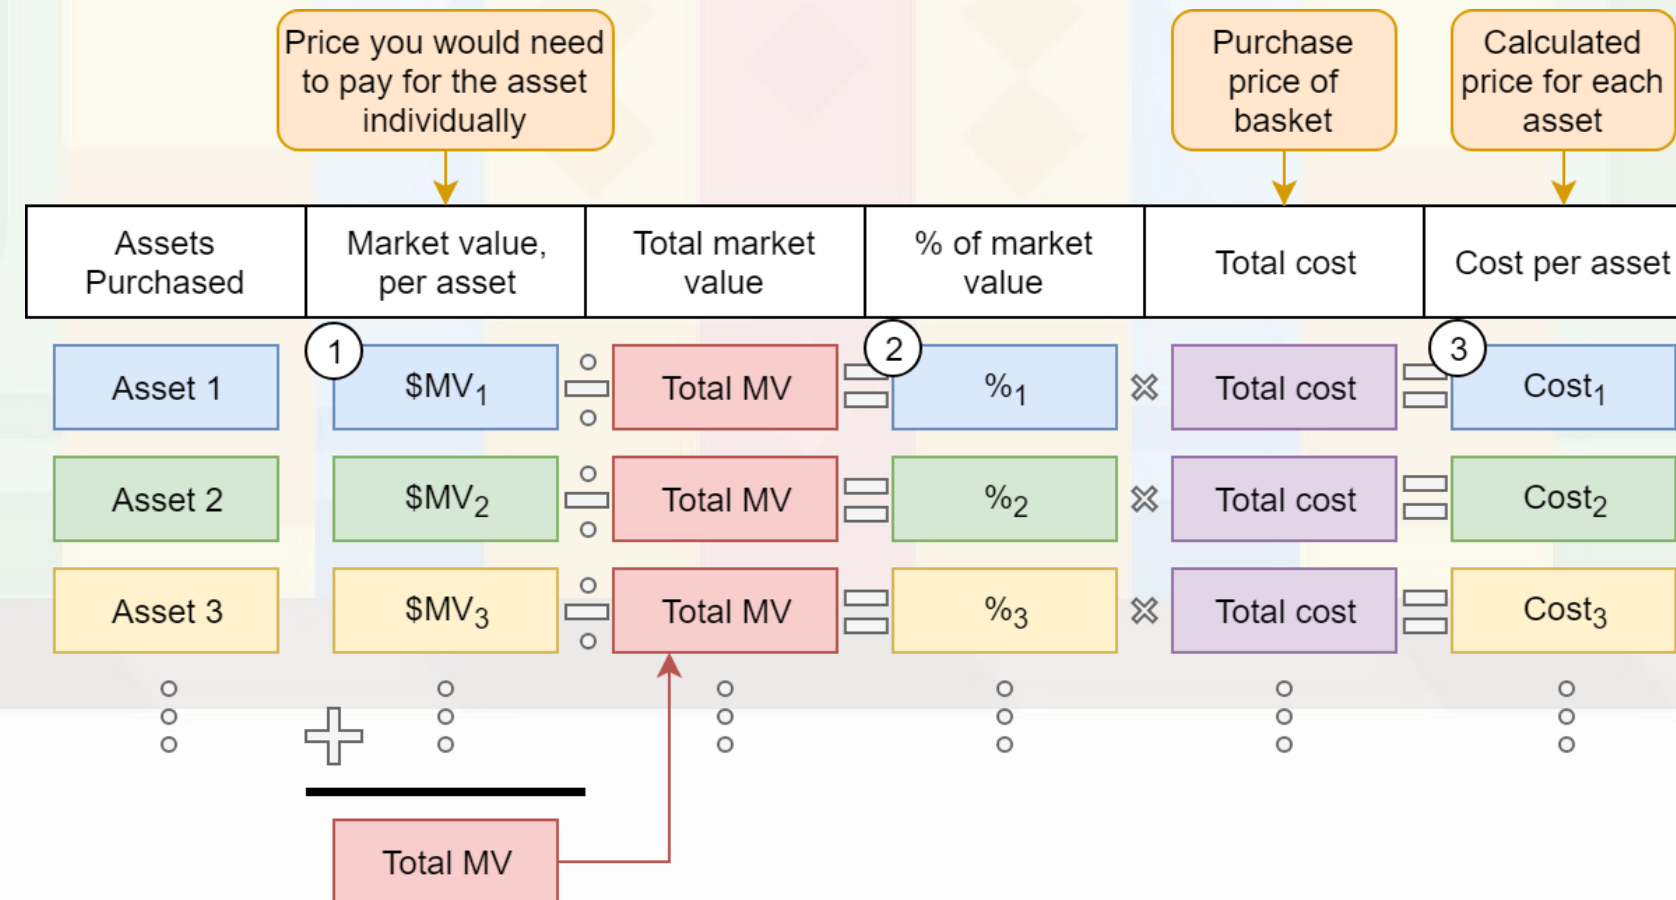 Price you would need
to pay for the asset
individually
Purchase
price of
basket
Calculated
price for each
asset
Assets
Purchased
Market value,
per asset
Total market
value
% of market
value
Total cost
Cost per asset
1
2
3
Asset 1
$MV₁
Total MV
%₁
Total cost
Cost₁
Asset 2
$MV₂
Total MV
%₂
Total cost
Cost₂
Asset 3
$MV₃
Total MV
%₃
Total cost
Cost₃
Total MV